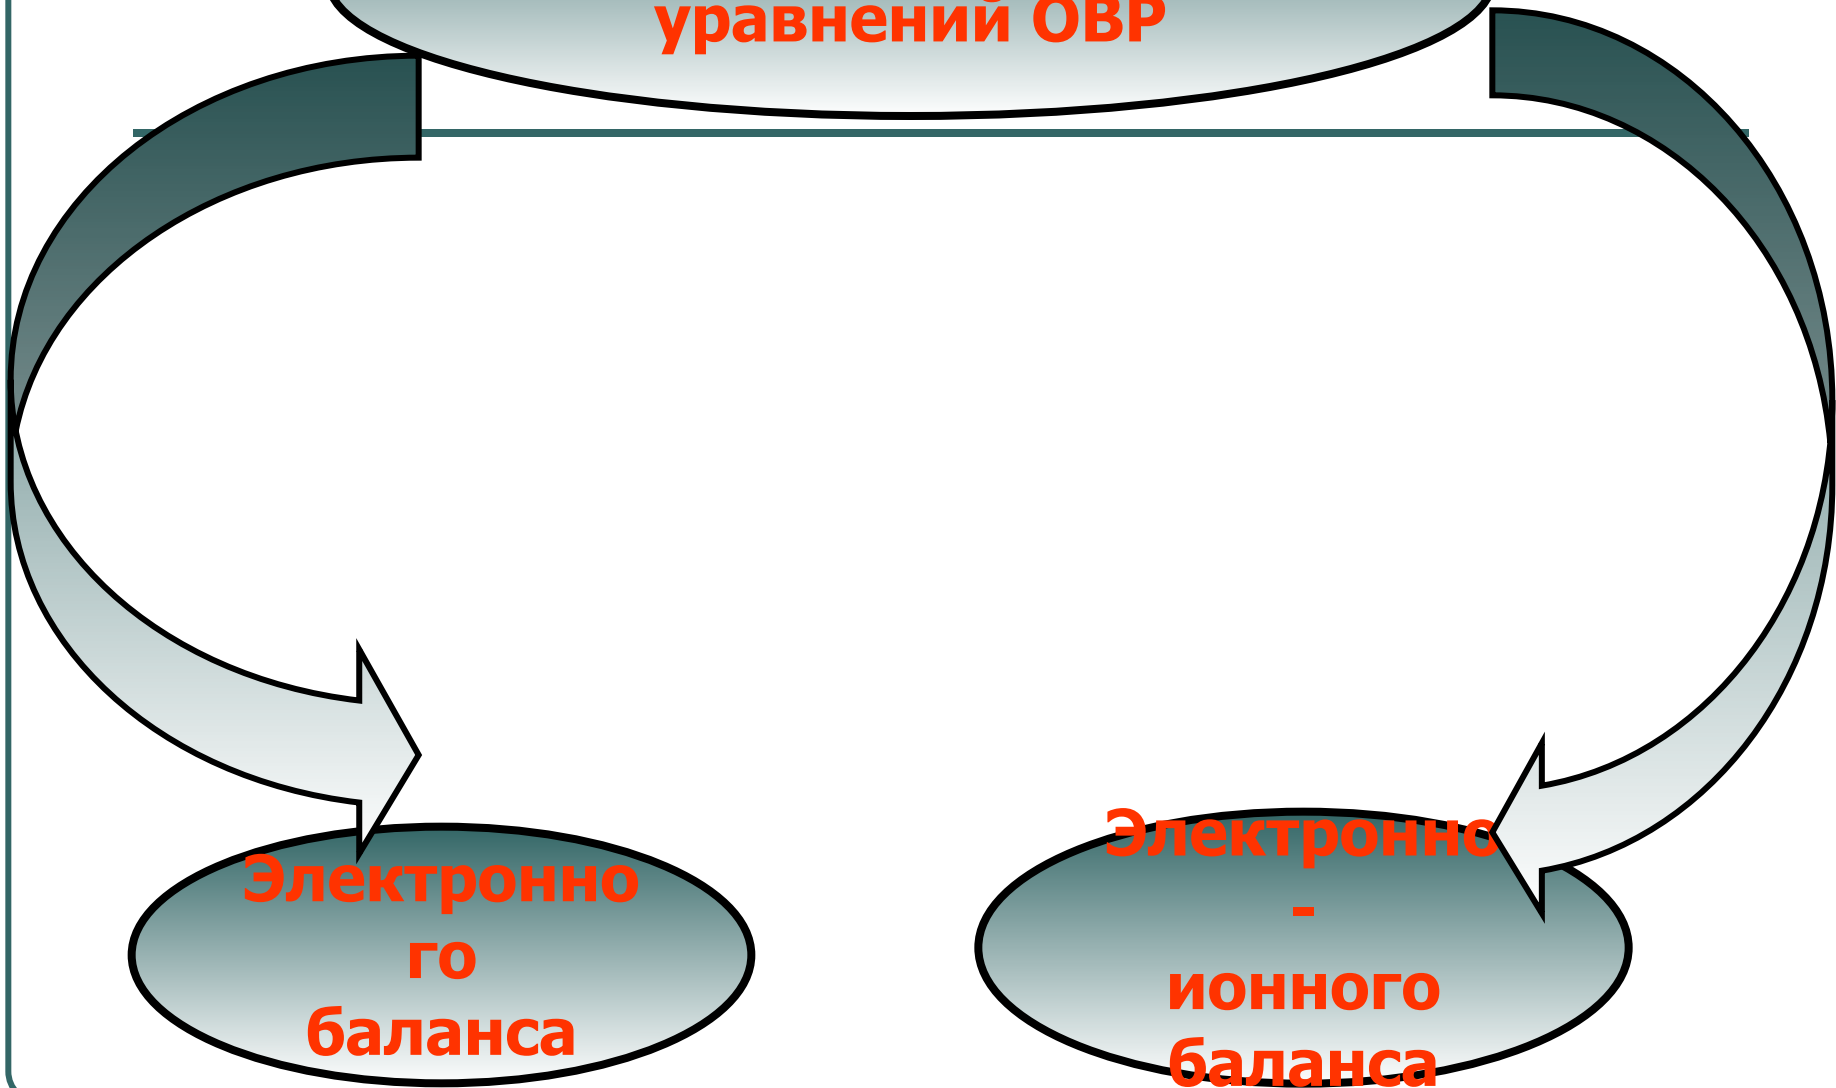 уравнений ОВР
Электронно
го
баланса
Электронно
-
ионного
баланса